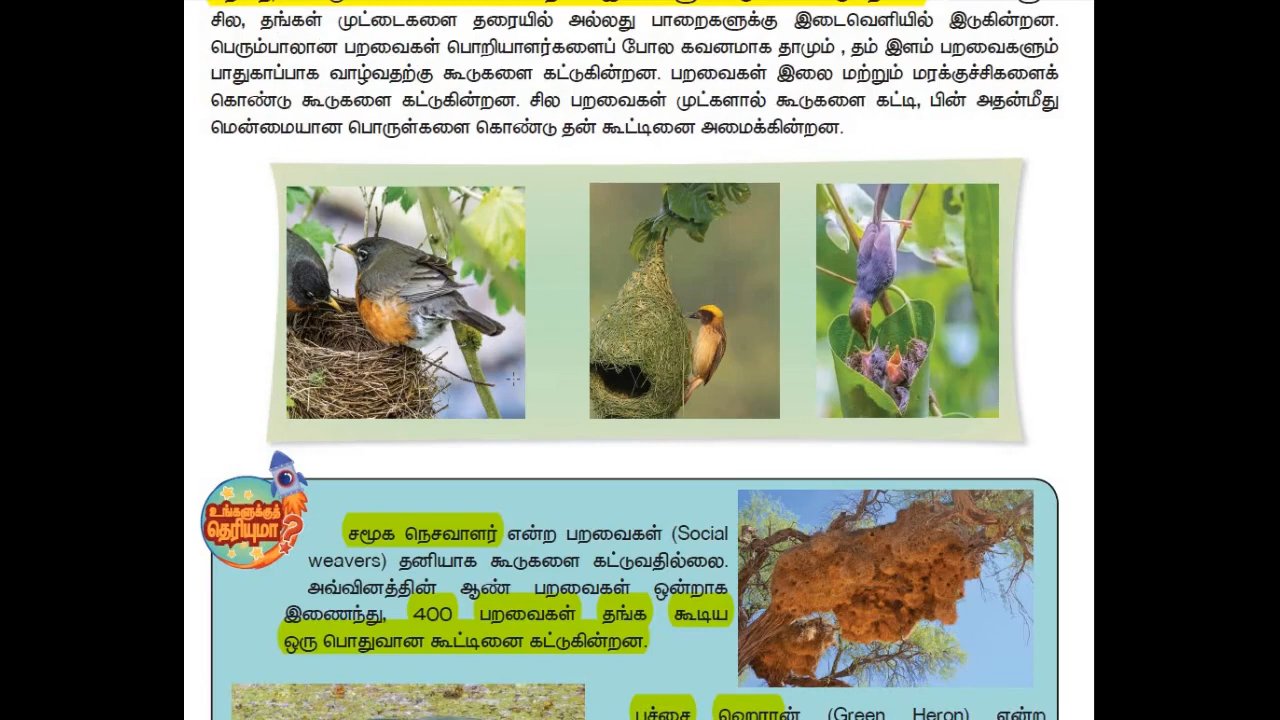 சில, தங்கள் முட்டைகளை தரையில் அல்லது பாறைகளுக்கு இடைவெளியில் இடுகின்றன.
பெரும்பாலான பறவைகள் பொறியாளர்களைப் போல கவனமாக தாமும் , தம் இளம் பறவைகளும்
பாதுகாப்பாக வாழ்வதற்கு கூடுகளை கட்டுகின்றன. பறவைகள் இலை மற்றும் மரக்குச்சிகளைக்
கொண்டு கூடுகளை கட்டுகின்றன. சில பறவைகள் முட்களால் கூடுகளை கட்டி, பின் அதன்மீது
மென்மையான பொருள்களை கொண்டு தன் கூட்டினை அமைக்கின்றன.
உங்களுக்குத்
தெரியுமா?
சமூக நெசவாளர் என்ற பறவைகள் (Social
weavers) தனியாக கூடுகளை கட்டுவதில்லை.
அவ்வினத்தின் ஆண் பறவைகள் ஒன்றாக
இணைந்து, 400 பறவைகள் தங்க கூடிய
ஒரு பொதுவான கூட்டினை கட்டுகின்றன.
பச்சை ஹெரான் (Green Heron) என்ற